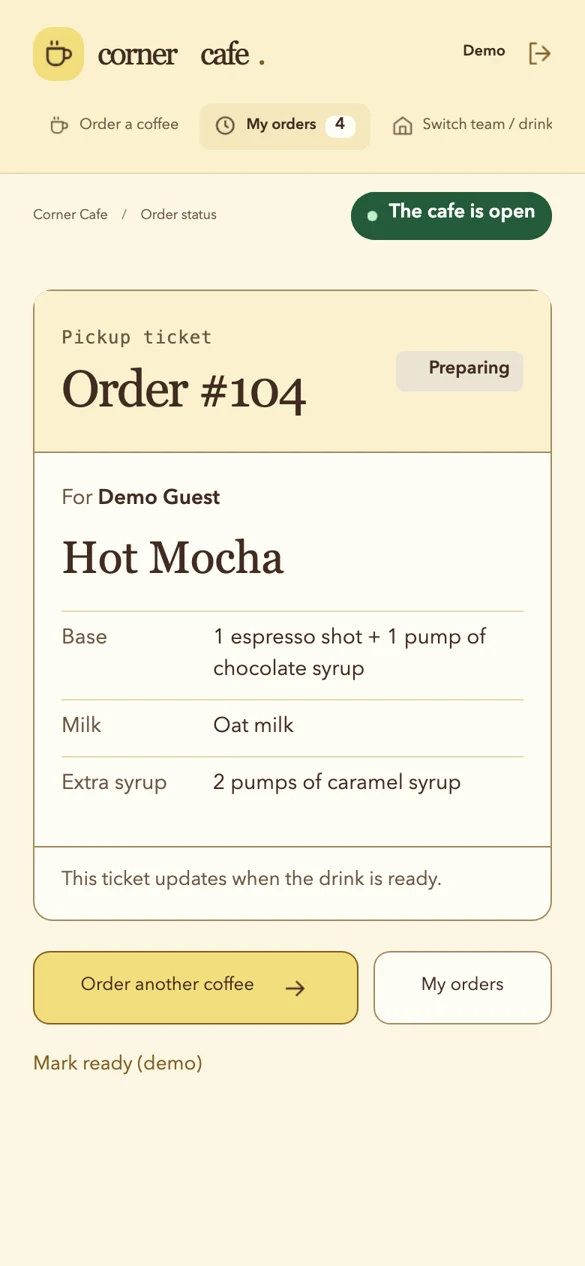 corner cafe .
Demo
Order a coffee
My orders 4
Switch team / drink
Corner Cafe / Order status
The cafe is open
Pickup ticket
Order #104
Preparing
For Demo Guest
Hot Mocha
Base 1 espresso shot + 1 pump of
chocolate syrup
Milk Oat milk
Extra syrup 2 pumps of caramel syrup
This ticket updates when the drink is ready.
Order another coffee →
My orders
Mark ready (demo)